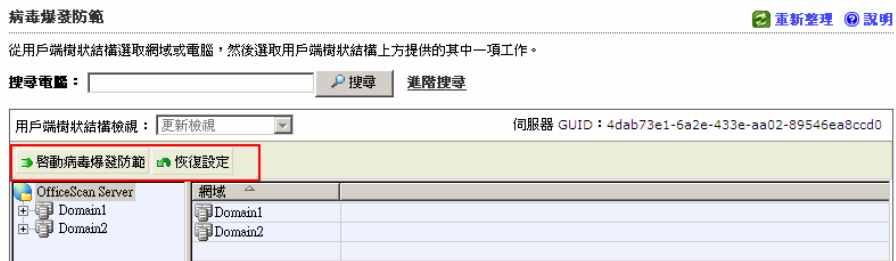 病毒爆發防範
重新整理 說明
從用戶端樹狀結構選取網域或電腦，然後選取用戶端樹狀結構上方提供的其中一項工作。
搜尋電腦： 搜尋 進階搜尋
用戶端樹狀結構檢視： 更新檢視 伺服器 GUID：4dab73e1-6a2e-433e-aa02-89546ea8ccd0
啟動病毒爆發防範 恢復設定
OfficeScan Server 網域
Domain1 Domain1
Domain2 Domain2